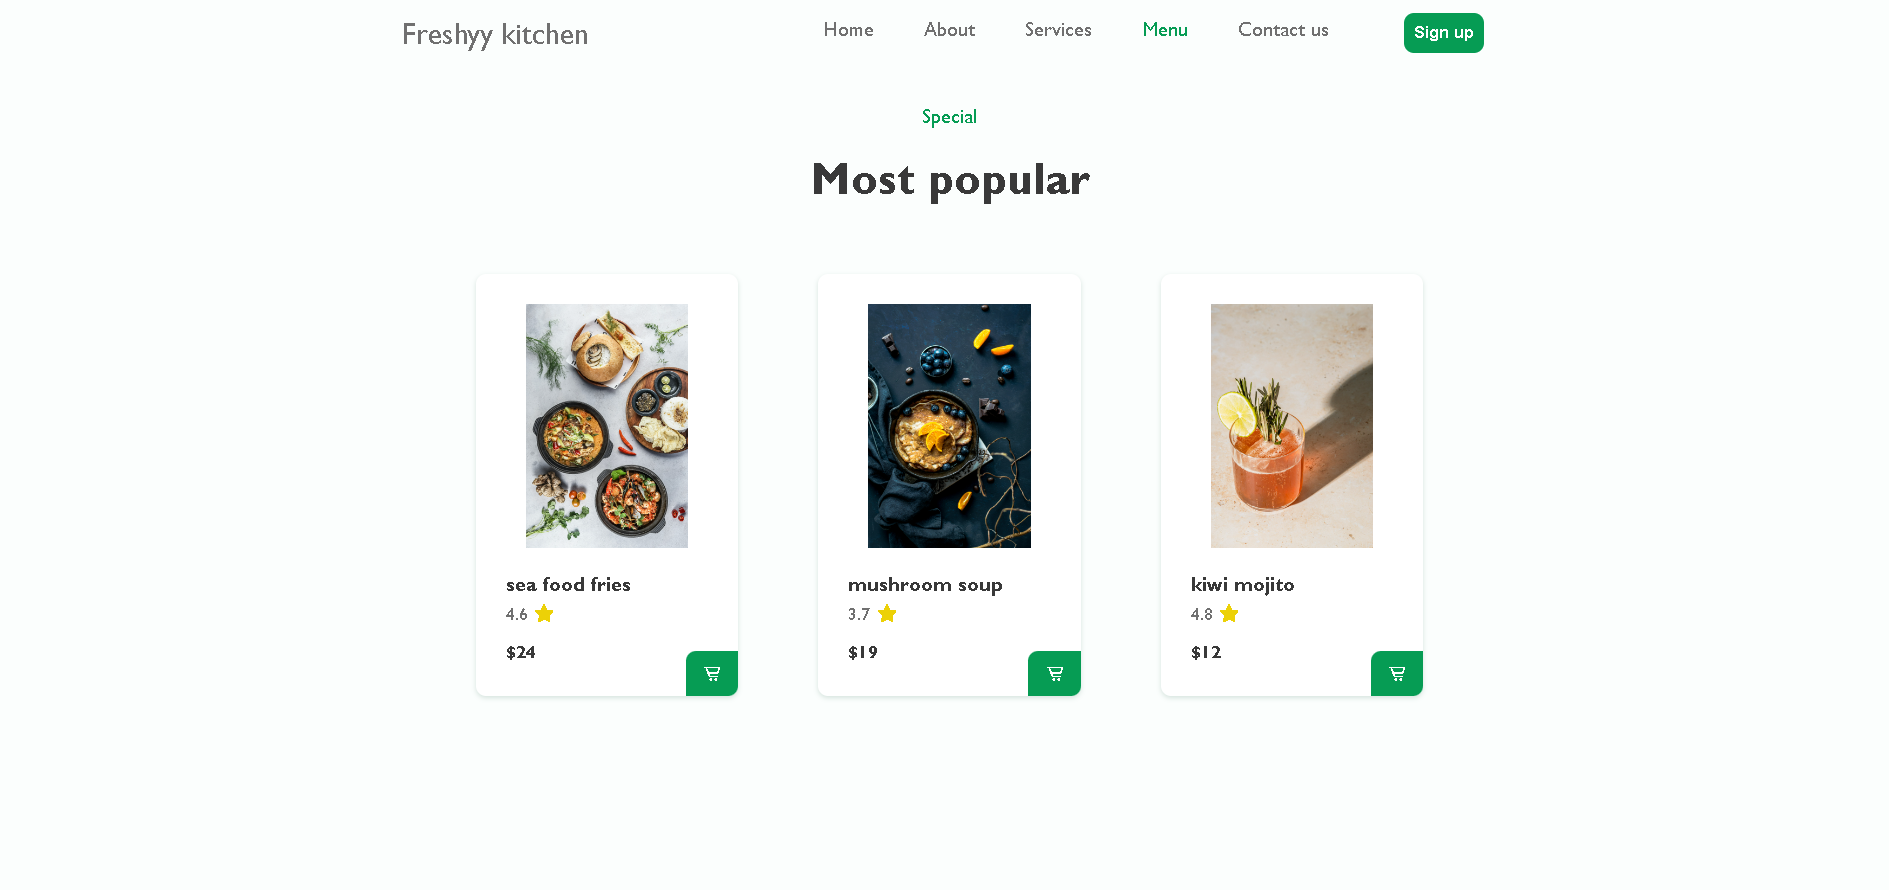 Freshyy kitchen Home About Services Menu Contact us Sign up
Special
Most popular
sea food fries
4.6
$24
mushroom soup
3.7
$19
kiwi mojito
4.8
$12